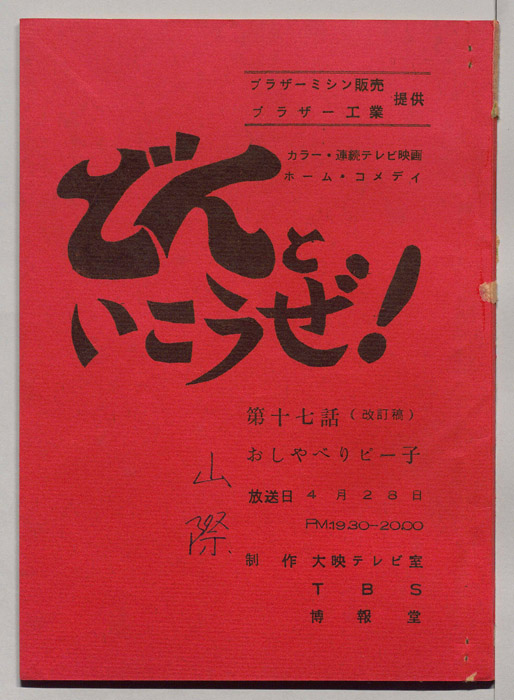 ブラザーミシン販売
ブラザー工業
提供
カラー・連続テレビ映画
ホーム・コメデイ
どんと
いこうぜ!
第十七話(改訂稿)
おしやべりピー子
放送日 4月28日
PM:19.30−20.00
制作 大映テレビ室
TBS
博報堂
山際